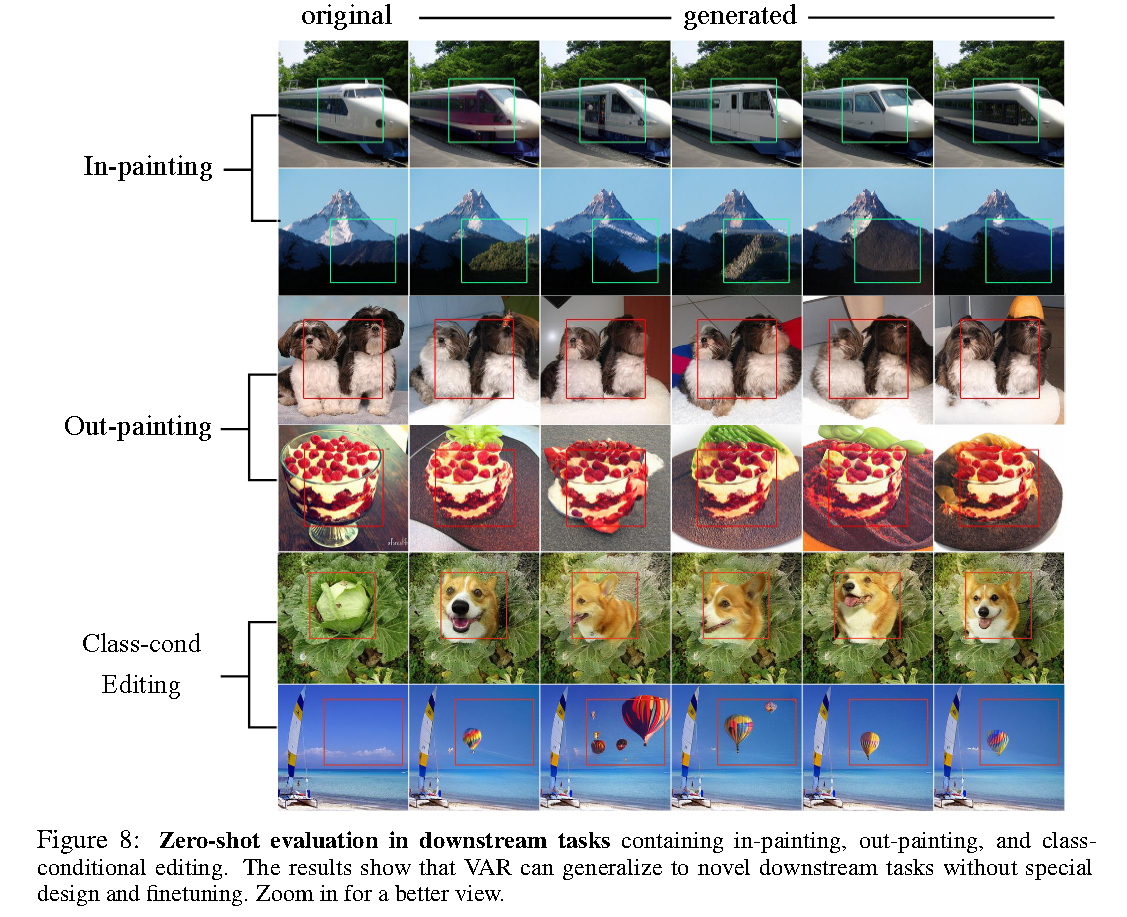 original
generated
In-painting
Out-painting
Class-cond
Editing
Figure 8: Zero-shot evaluation in downstream tasks containing in-painting, out-painting, and class-
conditional editing. The results show that VAR can generalize to novel downstream tasks without special
design and finetuning. Zoom in for a better view.